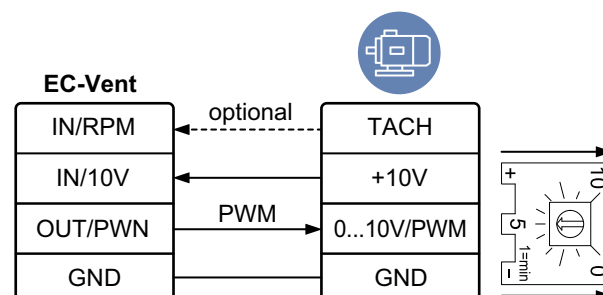 EC-Vent
optional
IN/RPM
TACH
IN/10V
+10V
PWM
OUT/PWN
0...10V/PWM
GND
GND
+
10
5
1=min
-
0